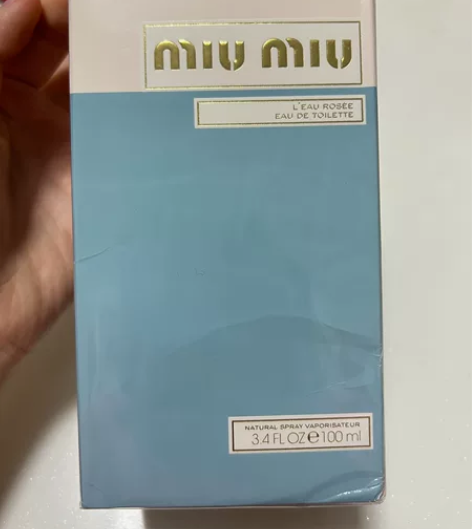 miu miu
L'EAU ROSÉE
EAU DE TOILETTE
NATURAL SPRAY VAPORISATEUR
3.4 FL OZ ℮ 100 ml